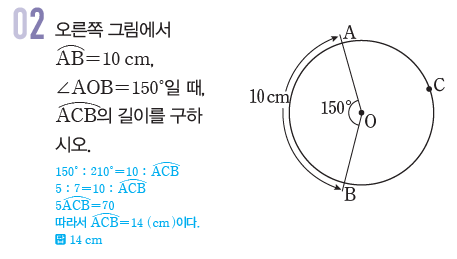 02 오른쪽 그림에서
AB=10 cm,
∠AOB=150°일 때,
ACB의 길이를 구하
시오.
150° : 210°=10 : ACB
5 : 7=10 : ACB
5ACB=70
따라서 ACB=14 (cm)이다.
답 14 cm
A
C
10 cm
150°
O
B